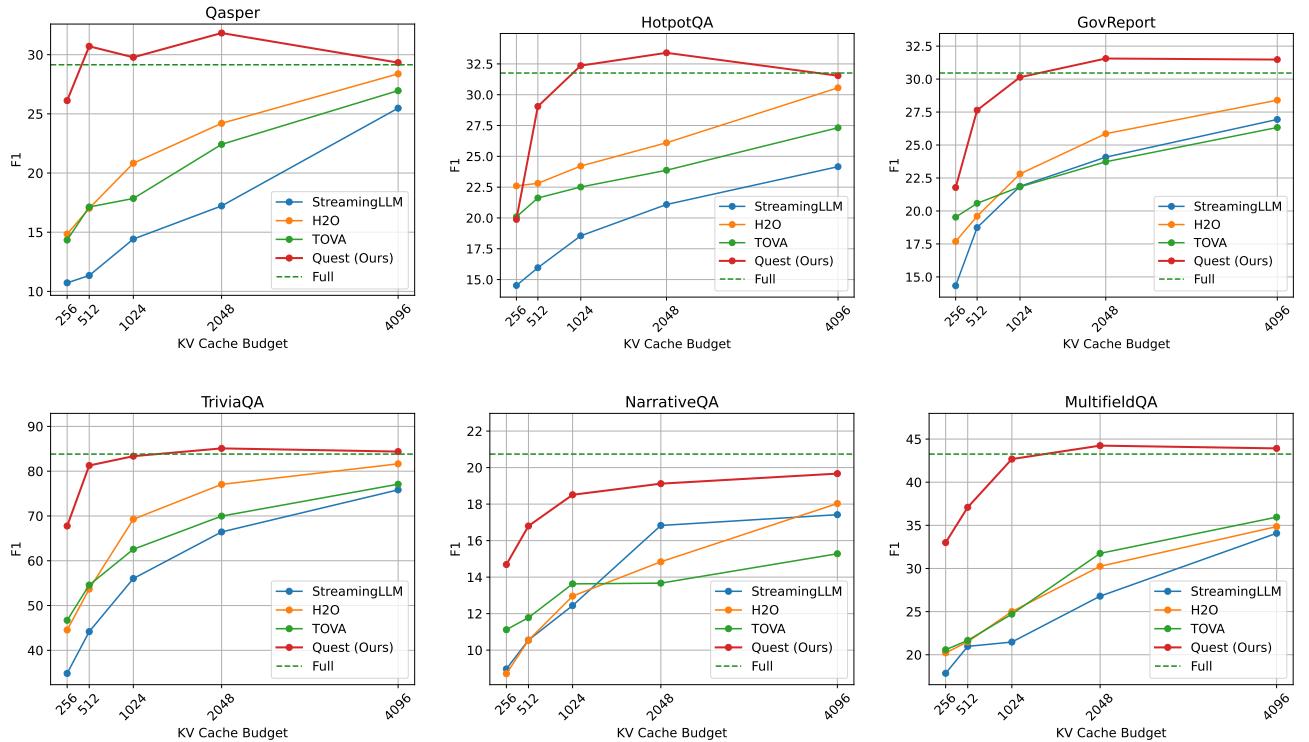 Qasper
30
25
20
15
10
F1
256
512
1024
2048
4096
KV Cache Budget
StreamingLLM
H2O
TOVA
Quest (Ours)
Full
HotpotQA
32.5
30.0
27.5
25.0
22.5
20.0
17.5
15.0
F1
256
512
1024
2048
4096
KV Cache Budget
StreamingLLM
H2O
TOVA
Quest (Ours)
Full
GovReport
32.5
30.0
27.5
25.0
22.5
20.0
17.5
15.0
F1
256
512
1024
2048
4096
KV Cache Budget
StreamingLLM
H2O
TOVA
Quest (Ours)
Full
TriviaQA
90
80
70
60
50
40
F1
256
512
1024
2048
4096
KV Cache Budget
StreamingLLM
H2O
TOVA
Quest (Ours)
Full
NarrativeQA
22
20
18
16
14
12
10
F1
256
512
1024
2048
4096
KV Cache Budget
StreamingLLM
H2O
TOVA
Quest (Ours)
Full
MultifieldQA
45
40
35
30
25
20
F1
256
512
1024
2048
4096
KV Cache Budget
StreamingLLM
H2O
TOVA
Quest (Ours)
Full